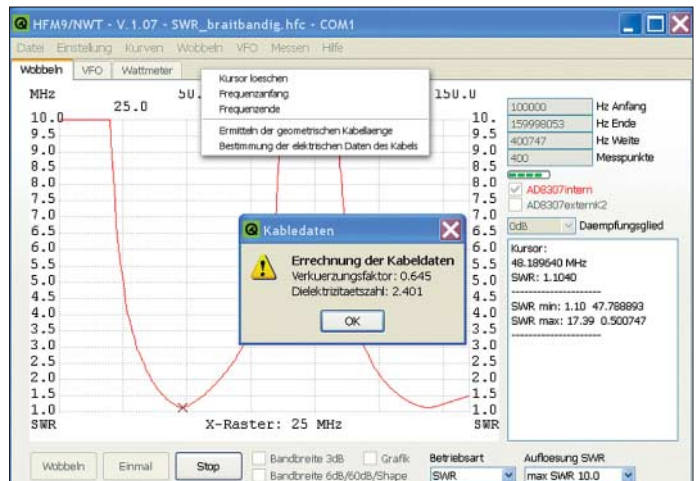 HFM9/NWT - V.1.07 - SWR_braitbandig.hfc - COM1
Datei Einstellung Kurven Wobbeln VFO Messen Hilfe
Wobbeln VFO Wattmeter
Kursor loeschen
Frequenzanfang
Frequenzende
Ermitteln der geometrischen Kabellaenge
Bestimmung der elektrischen Daten des Kabels
MHz
25.0
150.0
10.0
9.5
9.0
8.5
8.0
7.5
7.0
6.5
6.0
5.5
5.0
4.5
4.0
3.5
3.0
2.5
2.0
1.5
1.0
SWR
X-Raster: 25 MHz
10.
9.5
9.0
8.5
8.0
7.5
7.0
6.5
6.0
5.5
5.0
4.5
4.0
3.5
3.0
2.5
2.0
1.5
1.0
SWR
Kabledaten
Errechnung der Kabeldaten
Verkuerzungsfaktor: 0.645
Dielektrizitaetszahl: 2.401
OK
100000 Hz Anfang
159998053 Hz Ende
400747 Hz Weite
400 Messpunkte
AD8307intern
AD8307externK2
0dB Daempfungsglied
Kursor:
48.189640 MHz
SWR: 1.1040
----------------------
SWR min: 1.10 47.788893
SWR max: 17.39 0.500747
----------------------
Wobbeln Einmal Stop
Bandbreite 3dB Grafik
Bandbreite 6dB/60dB/Shape
Betriebsart
SWR
Aufloesung SWR
max SWR 10.0